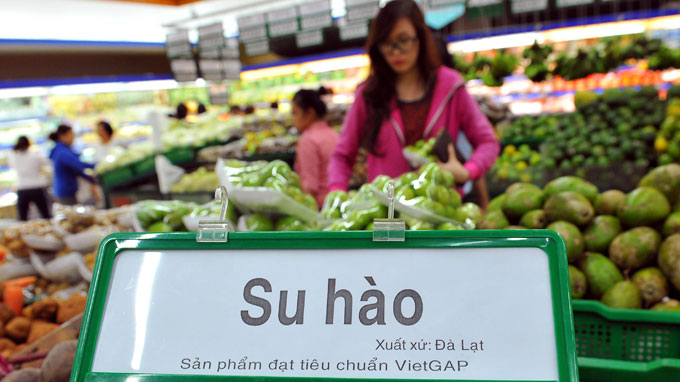 Su hào
Xuất xứ: Đà Lạt
Sản phẩm đạt tiêu chuẩn VietGAP